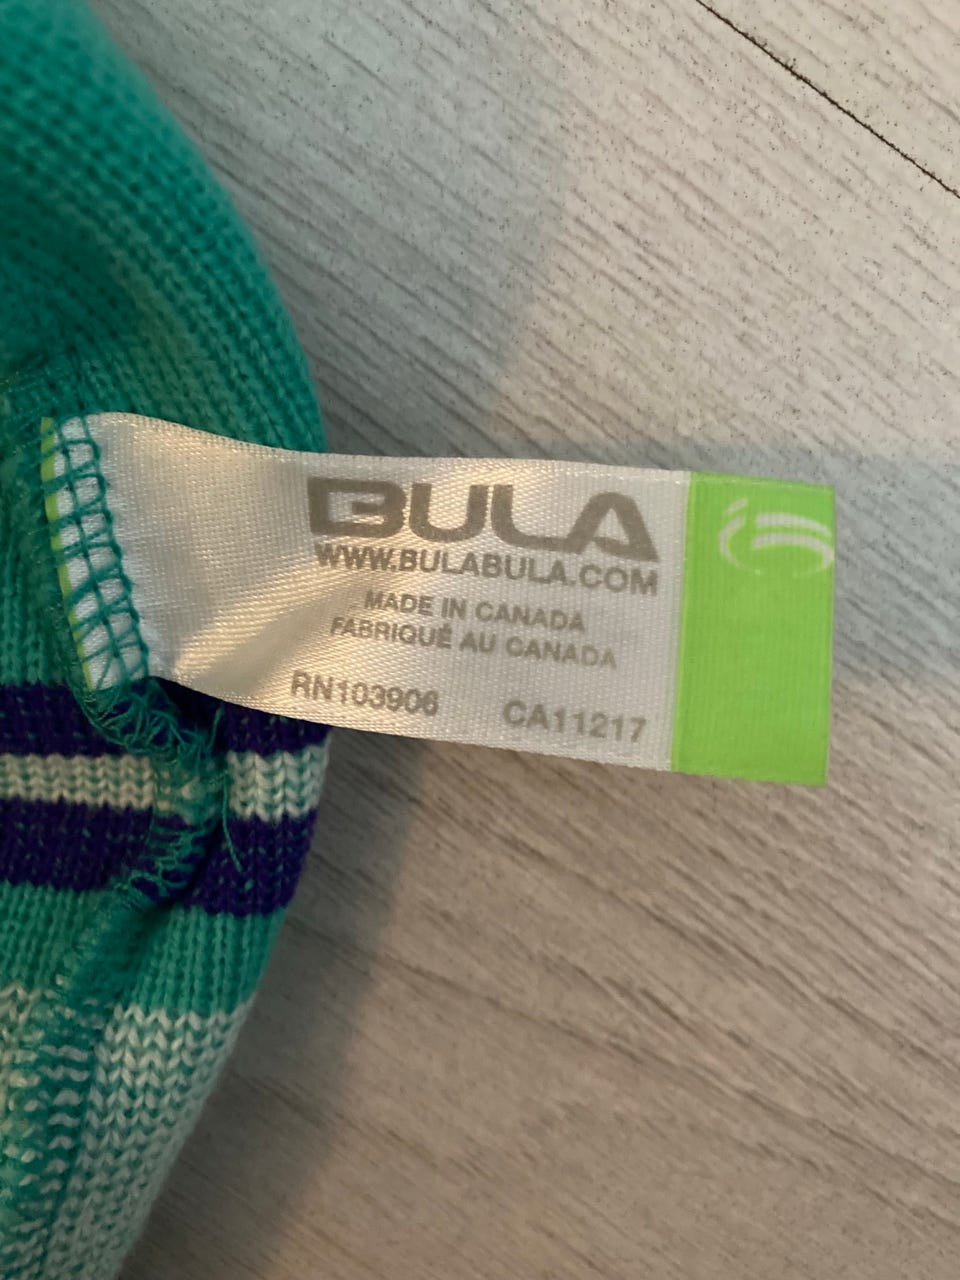 BULA
WWW.BULABULA.COM
MADE IN CANADA
FABRIQUÉ AU CANADA
RN103906 CA11217